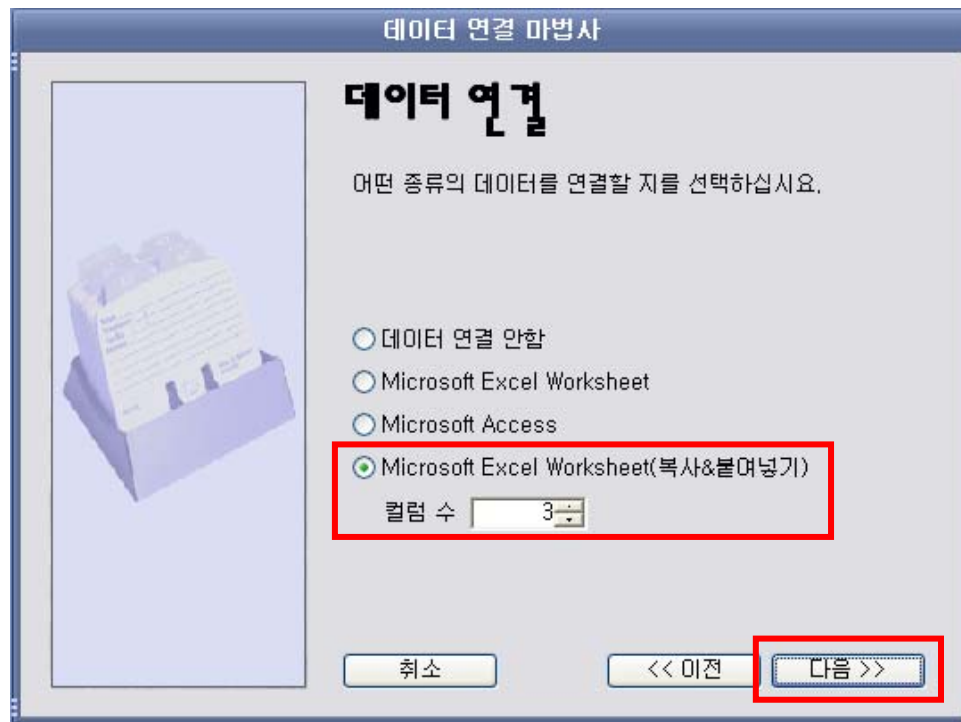 데이터 연결 마법사
데이터 연결
어떤 종류의 데이터를 연결할 지를 선택하십시요.
데이터 연결 안함
Microsoft Excel Worksheet
Microsoft Access
Microsoft Excel Worksheet(복사&붙여넣기)
컬럼 수 3
취소 << 이전 다음 >>